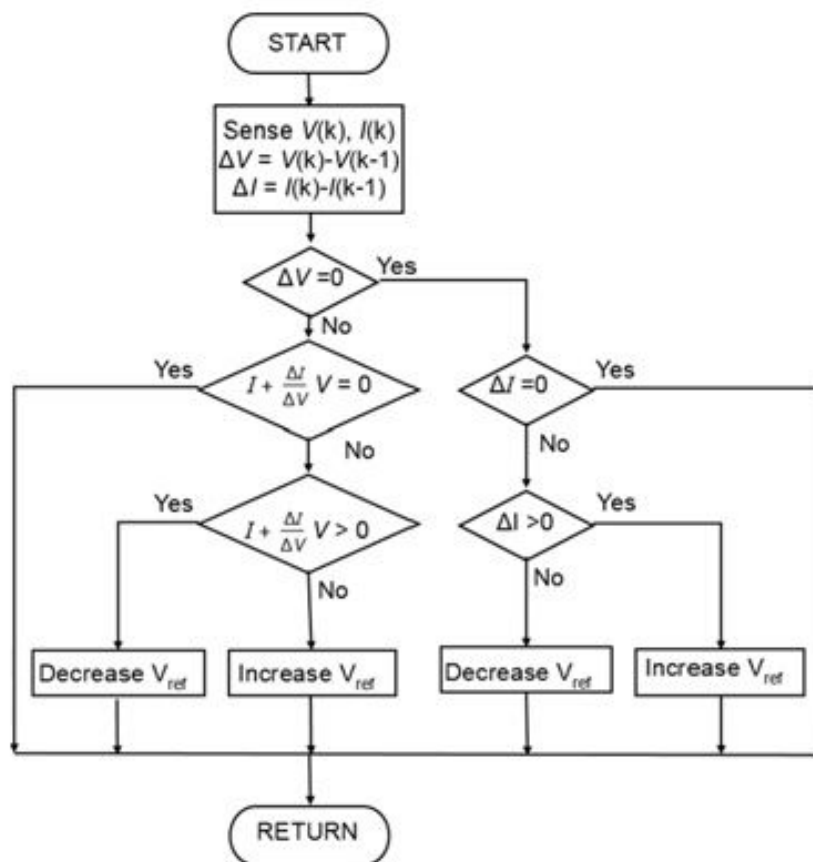 START
Sense V(k), I(k)
ΔV = V(k)-V(k-1)
ΔI = I(k)-I(k-1)
ΔV =0
Yes
No
Yes
I + ΔI/ΔV V = 0
ΔI =0
Yes
No
No
Yes
I + ΔI/ΔV V > 0
ΔI >0
Yes
No
No
Decrease Vref
Increase Vref
Decrease Vref
Increase Vref
RETURN